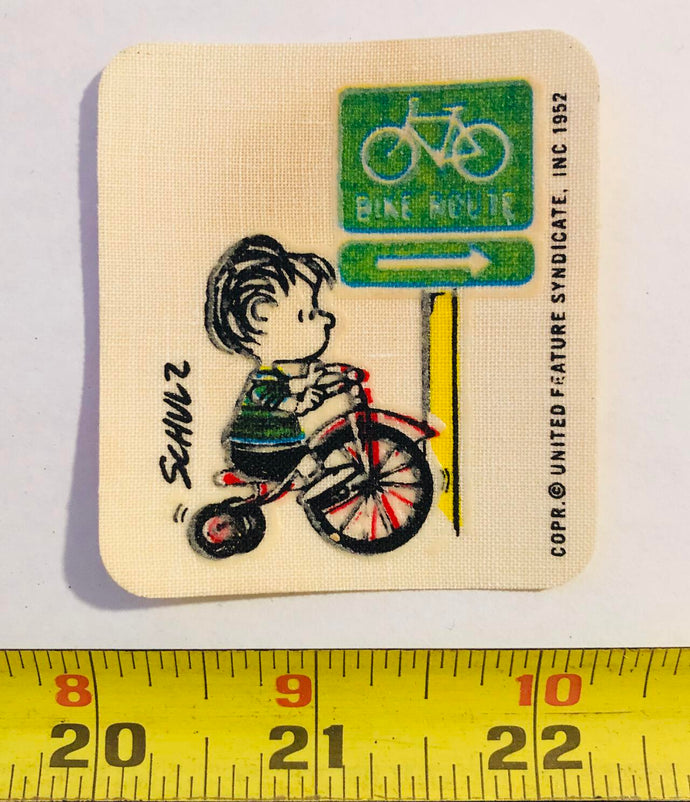 BIKE ROUTE
SCHULZ
COPR. © UNITED FEATURE SYNDICATE, INC 1952
8 9 10
20 21 22